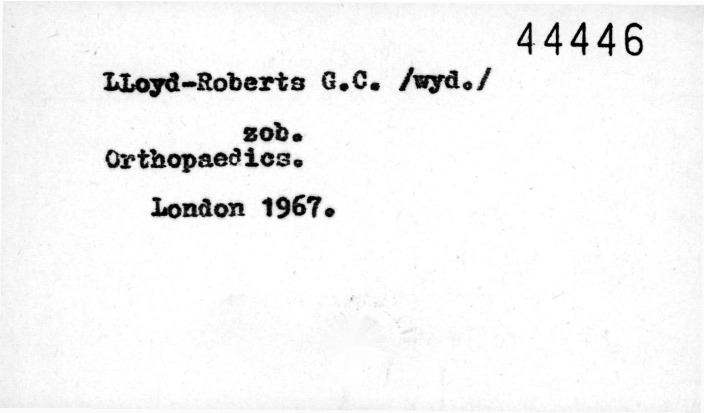 44446
LLoyd-Roberts G.C. /wyd./
zob.
Orthopaedics.
London 1967.